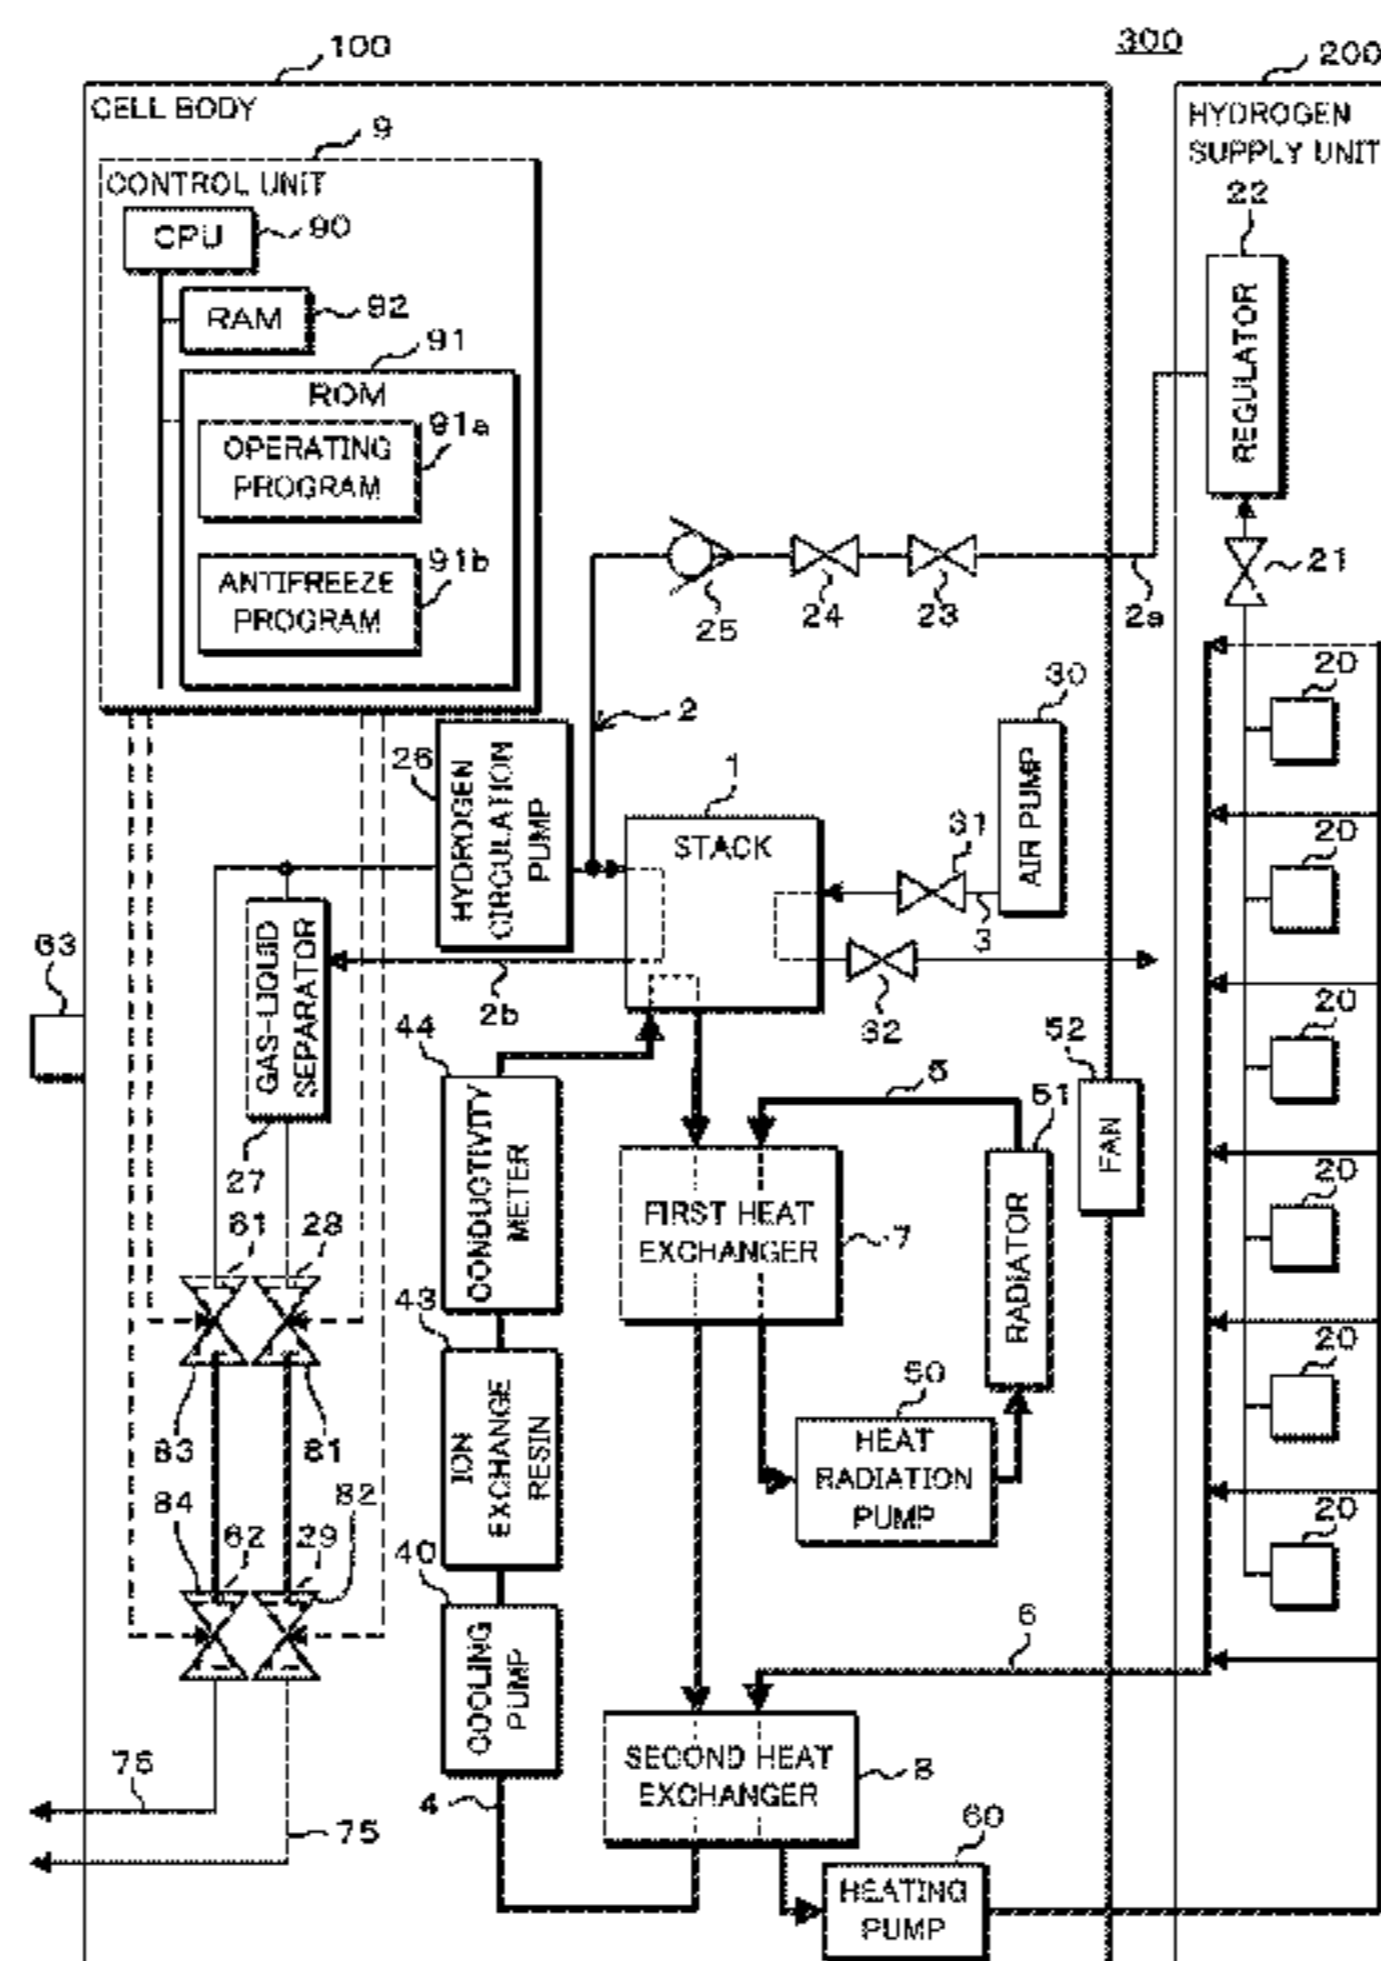 100
300
200
CELL BODY
HYDROGEN
SUPPLY UNIT
9
CONTROL UNIT
CPU
90
22
RAM
92
91
ROM
REGULATOR
OPERATING
PROGRAM
91a
ANTIFREEZE
PROGRAM
91b
25
24
23
2a
21
20
2
30
26
HYDROGEN
CIRCULATION
PUMP
1
STACK
31
AIR PUMP
3
20
63
GAS-LIQUID
SEPARATOR
2b
32
20
44
52
5
51
FAN
CONDUCTIVITY
METER
27
FIRST HEAT
EXCHANGER
7
RADIATOR
20
61
28
43
50
20
ION
EXCHANGE
RESIN
HEAT
RADIATION
PUMP
83
81
84
62
29
82
20
40
COOLING
PUMP
6
SECOND HEAT
EXCHANGER
8
76
4
75
60
HEATING
PUMP